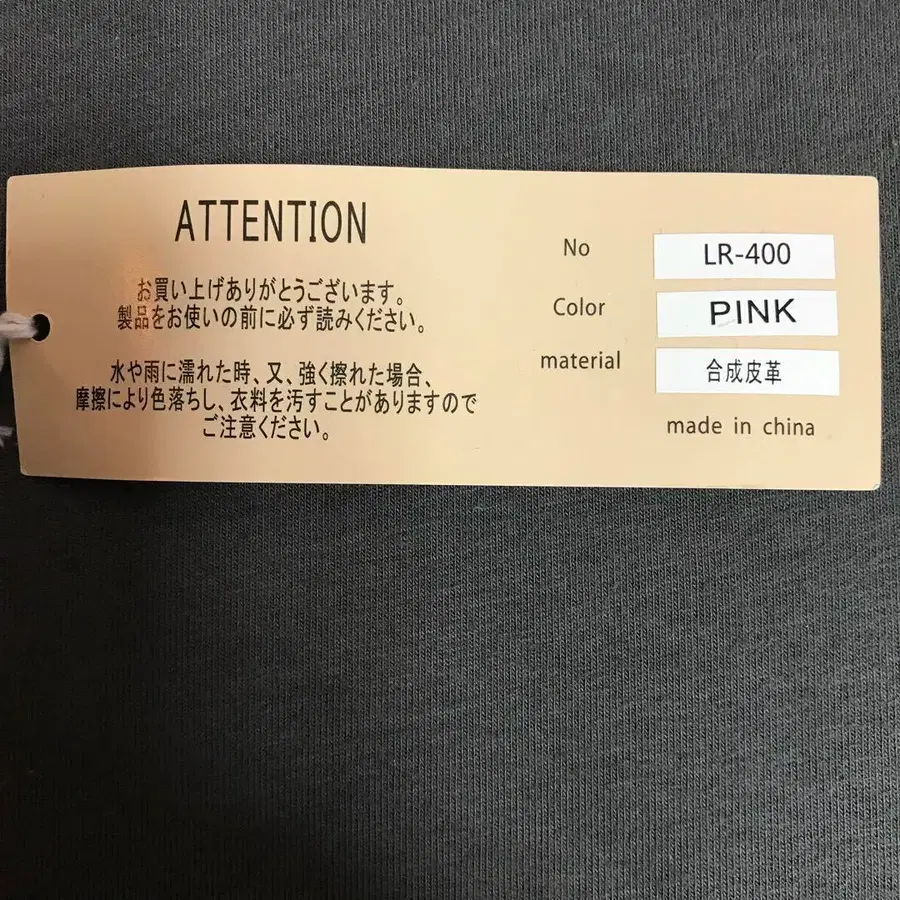 ATTENTION
お買い上げありがとうございます。
製品をお使いの前に必ず読みください。
水や雨に濡れた時、又、強く擦れた場合、
摩擦により色落ちし、衣料を汚すことがありますので
ご注意ください。
No LR-400
Color PINK
material 合成皮革
made in china